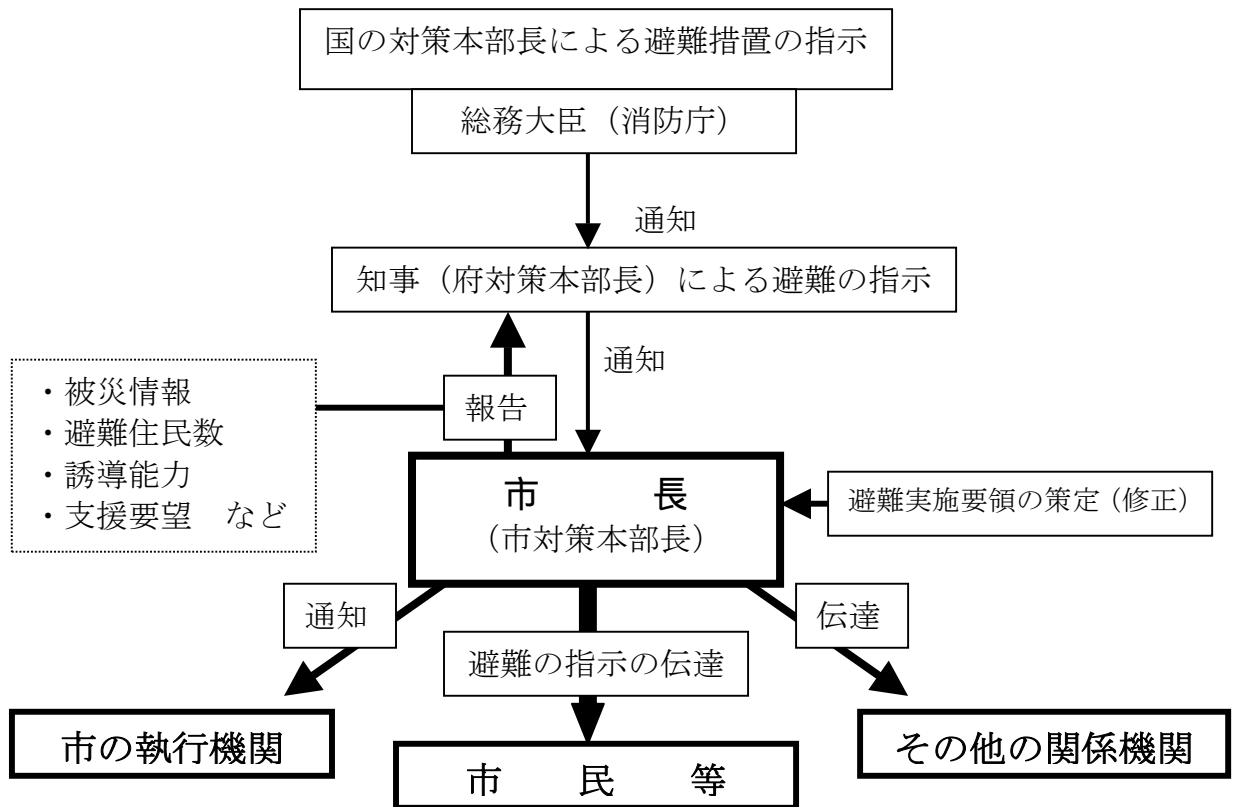 国の対策本部長による避難措置の指示
総務大臣（消防庁）
通知
知事（府対策本部長）による避難の指示
通知
報告
・被災情報
・避難住民数
・誘導能力
・支援要望　など
市　長
（市対策本部長）
避難実施要領の策定（修正）
通知
避難の指示の伝達
伝達
市の執行機関
市　民　等
その他の関係機関